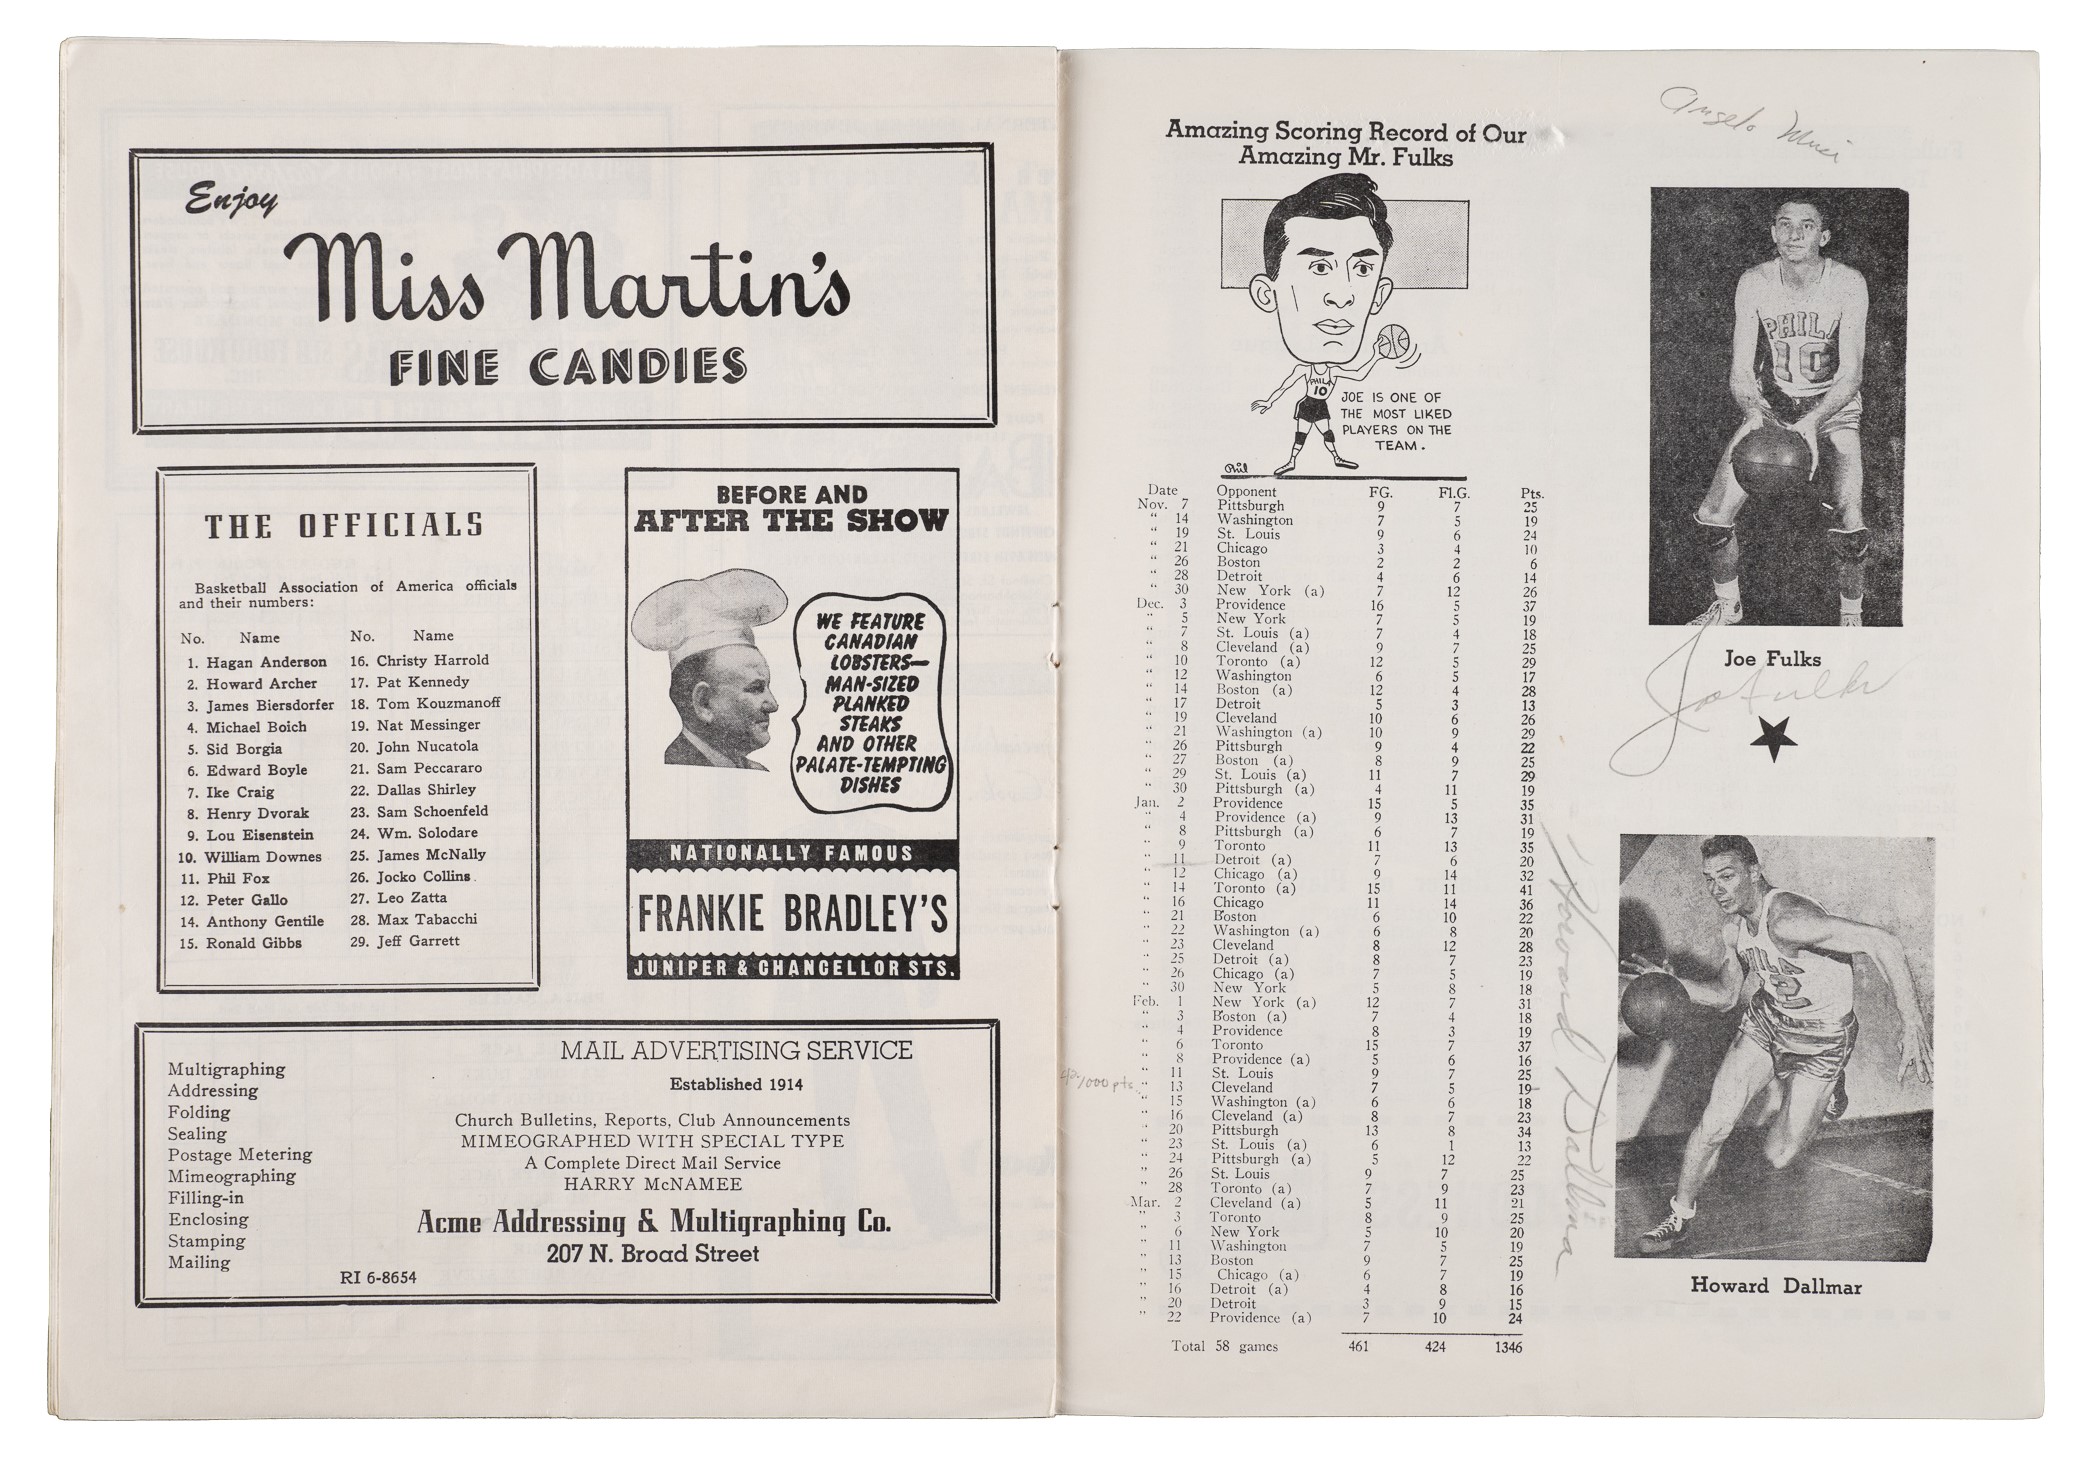 Enjoy
Miss Martin's
FINE CANDIES
THE OFFICIALS
Basketball Association of America officials
and their numbers:
No. Name No. Name
1. Hagan Anderson 16. Christy Harrold
2. Howard Archer 17. Pat Kennedy
3. James Biersdorfer 18. Tom Kouzmanoff
4. Michael Boich 19. Nat Messinger
5. Sid Borgia 20. John Nucatola
6. Edward Boyle 21. Sam Peccararo
7. Ike Craig 22. Dallas Shirley
8. Henry Dvorak 23. Sam Schoenfeld
9. Lou Eisenstein 24. Wm. Solodare
10. William Downes 25. James McNally
11. Phil Fox 26. Jocko Collins
12. Peter Gallo 27. Leo Zatta
14. Anthony Gentile 28. Max Tabacchi
15. Ronald Gibbs 29. Jeff Garrett
BEFORE AND
AFTER THE SHOW
WE FEATURE
CANADIAN
LOBSTERS—
MAN-SIZED
PLANKED
STEAKS
AND OTHER
PALATE-TEMPTING
DISHES
NATIONALLY FAMOUS
FRANKIE BRADLEY'S
JUNIPER & CHANCELLOR STS.
Multigraphing
Addressing
Folding
Sealing
Postage Metering
Mimeographing
Filling-in
Enclosing
Stamping
Mailing
RI 6-8654
MAIL ADVERTISING SERVICE
Established 1914
Church Bulletins, Reports, Club Announcements
MIMEOGRAPHED WITH SPECIAL TYPE
A Complete Direct Mail Service
HARRY McNAMEE
Acme Addressing & Multigraphing Co.
207 N. Broad Street
Amazing Scoring Record of Our
Amazing Mr. Fulks
PHILA
10
JOE IS ONE OF
THE MOST LIKED
PLAYERS ON THE
TEAM.
Phil
Date Opponent FG. Fl.G. Pts.
Nov. 7 Pittsburgh 9 7 25
" 14 Washington 7 5 19
" 19 St. Louis 9 6 24
" 21 Chicago 3 4 10
" 26 Boston 2 2 6
" 28 Detroit 4 6 14
" 30 New York (a) 7 12 26
Dec. 3 Providence 16 5 37
" 5 New York 7 5 19
" 7 St. Louis (a) 7 4 18
" 8 Cleveland (a) 9 7 25
" 10 Toronto (a) 12 5 29
" 12 Washington 6 5 17
" 14 Boston (a) 12 4 28
" 17 Detroit 5 3 13
" 19 Cleveland 10 6 26
" 21 Washington (a) 10 9 29
" 26 Pittsburgh 9 4 22
" 27 Boston (a) 8 9 25
" 29 St. Louis (a) 11 7 29
" 30 Pittsburgh (a) 4 11 19
Jan. 2 Providence 15 5 35
" 4 Providence (a) 9 13 31
" 8 Pittsburgh (a) 6 7 19
" 9 Toronto 11 13 35
" 11 Detroit (a) 7 6 20
" 12 Chicago (a) 9 14 32
" 14 Toronto (a) 15 11 41
" 16 Chicago 11 14 36
" 21 Boston 6 10 22
" 22 Washington (a) 6 8 20
" 23 Cleveland 8 12 28
" 25 Detroit (a) 8 7 23
" 26 Chicago (a) 7 5 19
" 30 New York 5 8 18
Feb. 1 New York (a) 12 7 31
" 3 Boston (a) 7 4 18
" 4 Providence 8 3 19
" 6 Toronto 15 7 37
" 8 Providence (a) 5 6 16
" 11 St. Louis 9 7 25
1000 pts. " 13 Cleveland 7 5 19
" 15 Washington (a) 6 6 18
" 16 Cleveland (a) 8 7 23
" 20 Pittsburgh 13 8 34
" 23 St. Louis (a) 6 1 13
" 24 Pittsburgh (a) 5 12 22
" 26 St. Louis 9 7 25
" 28 Toronto (a) 7 9 23
Mar. 2 Cleveland (a) 5 11 21
" 3 Toronto 8 9 25
" 6 New York 5 10 20
" 11 Washington 7 5 19
" 13 Boston 9 7 25
" 15 Chicago (a) 6 7 19
" 16 Detroit (a) 4 8 16
" 20 Detroit 3 9 15
" 22 Providence (a) 7 10 24
Total 58 games 461 424 1346
Angelo Musi
PHILA
10
Joe Fulks
Jo Fulks
Howard Dallmar
Howard Dallmar